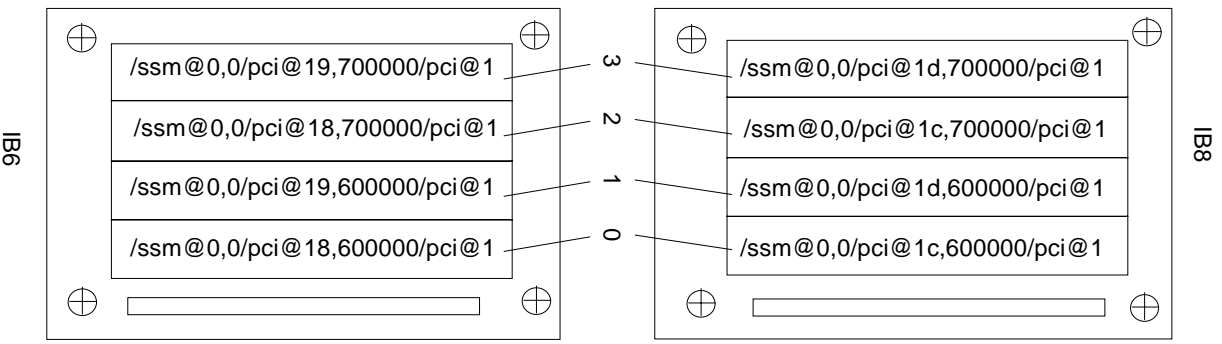 IB6
/ssm@0,0/pci@19,700000/pci@1
/ssm@0,0/pci@18,700000/pci@1
/ssm@0,0/pci@19,600000/pci@1
/ssm@0,0/pci@18,600000/pci@1
3
2
1
0
/ssm@0,0/pci@1d,700000/pci@1
/ssm@0,0/pci@1c,700000/pci@1
/ssm@0,0/pci@1d,600000/pci@1
/ssm@0,0/pci@1c,600000/pci@1
IB8